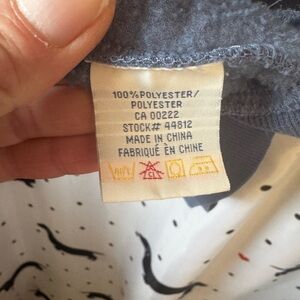 100% POLYESTER/
POLYESTER
CA 00222
STOCK# 44812
MADE IN CHINA
FABRIQUÉ EN CHINE